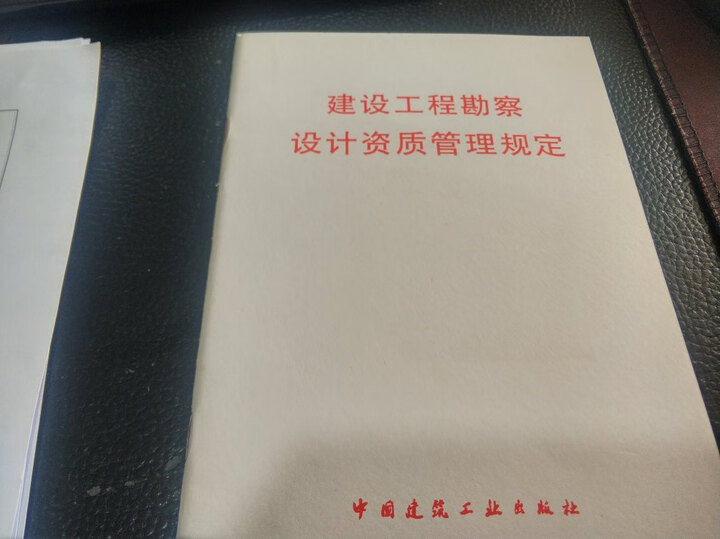 建设工程勘察
设计资质管理规定
中国建筑工业出版社